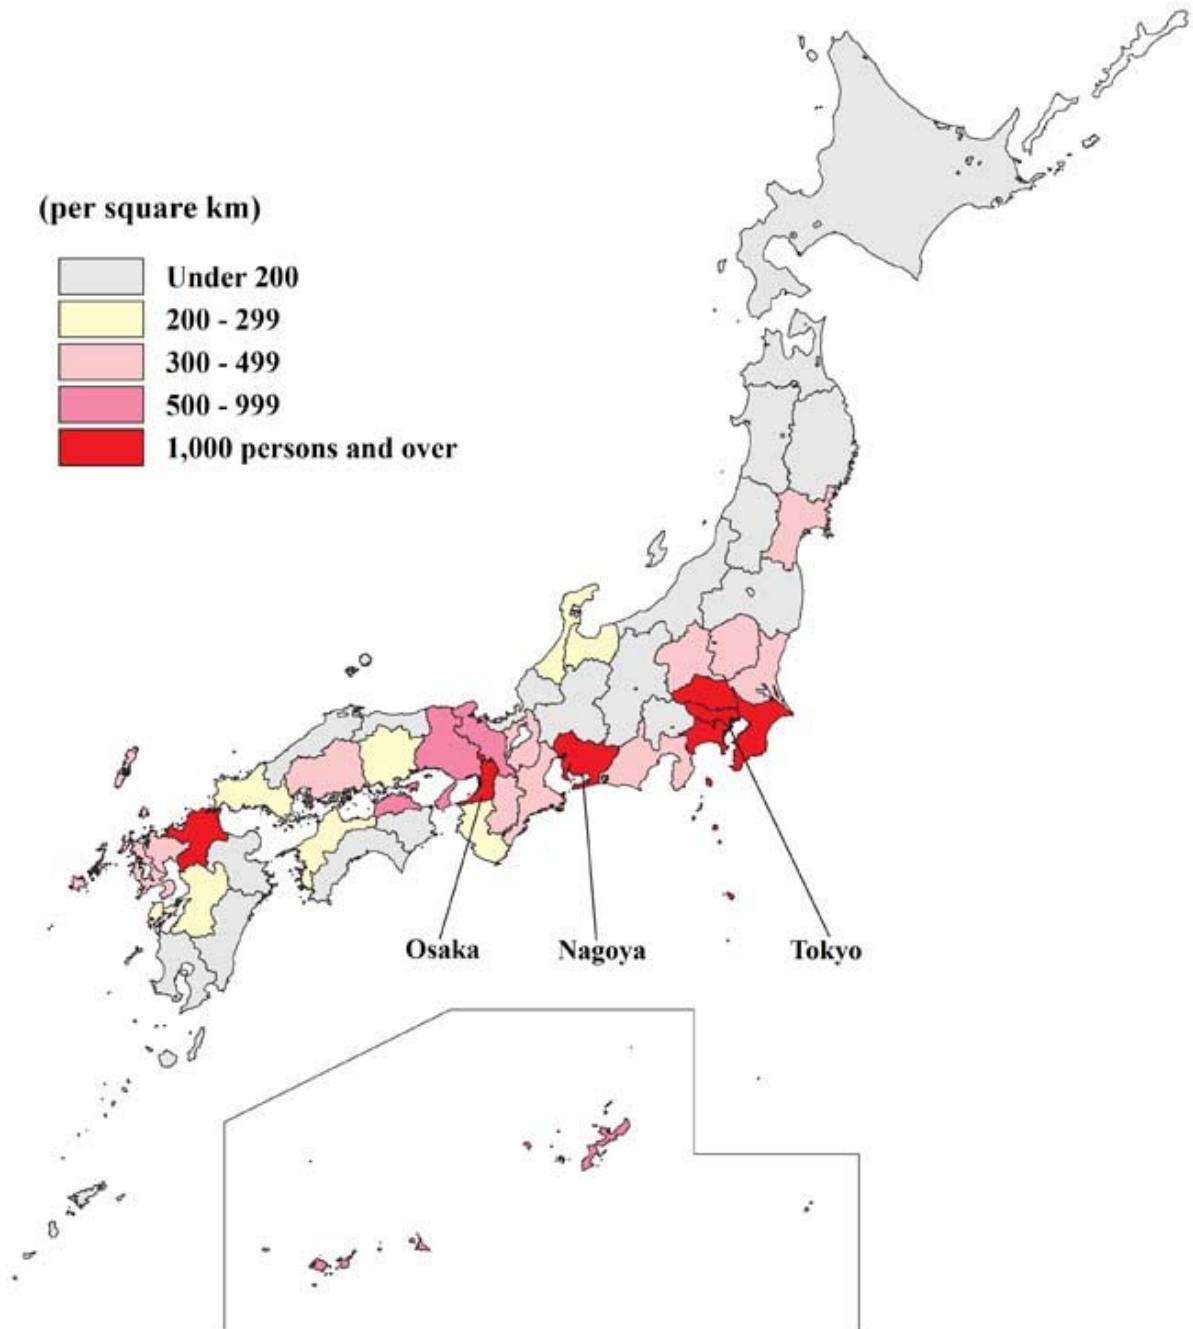 (per square km)
Under 200
200 - 299
300 - 499
500 - 999
1,000 persons and over
Osaka
Nagoya
Tokyo